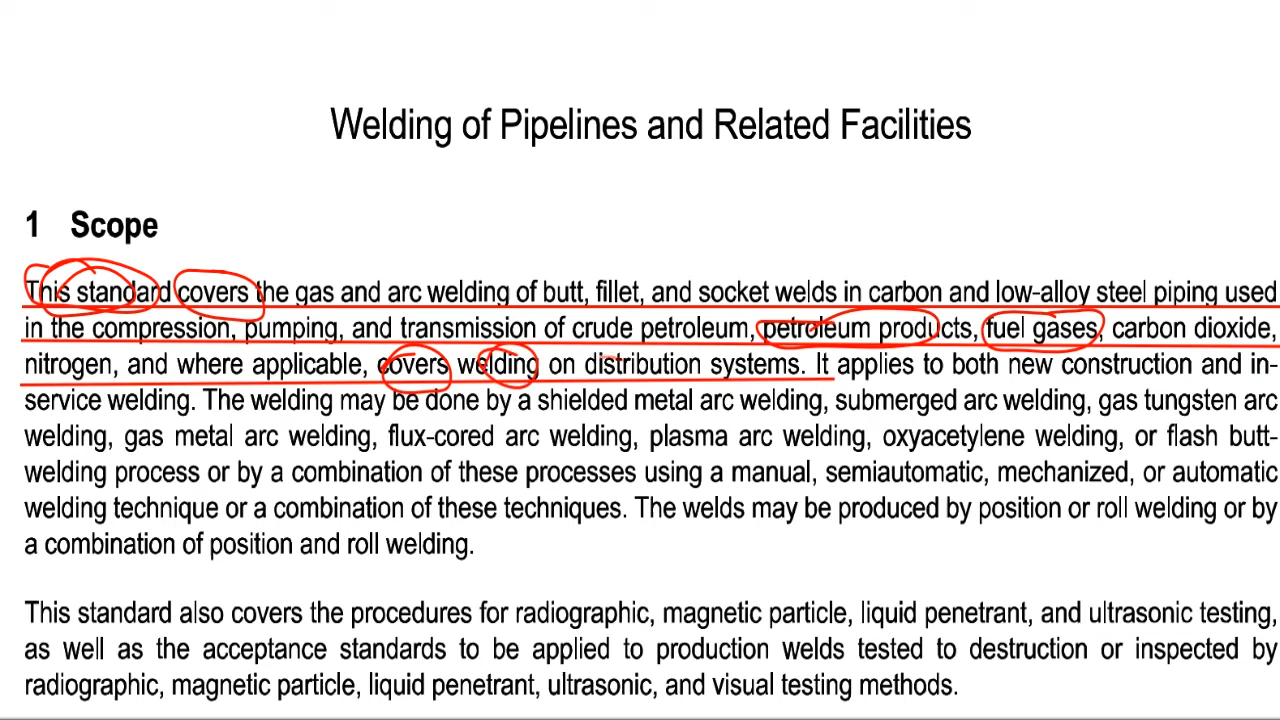 Welding of Pipelines and Related Facilities
1 Scope
This standard covers the gas and arc welding of butt, fillet, and socket welds in carbon and low-alloy steel piping used
in the compression, pumping, and transmission of crude petroleum, petroleum products, fuel gases, carbon dioxide,
nitrogen, and where applicable, covers welding on distribution systems. It applies to both new construction and in-
service welding. The welding may be done by a shielded metal arc welding, submerged arc welding, gas tungsten arc
welding, gas metal arc welding, flux-cored arc welding, plasma arc welding, oxyacetylene welding, or flash butt-
welding process or by a combination of these processes using a manual, semiautomatic, mechanized, or automatic
welding technique or a combination of these techniques. The welds may be produced by position or roll welding or by
a combination of position and roll welding.
This standard also covers the procedures for radiographic, magnetic particle, liquid penetrant, and ultrasonic testing,
as well as the acceptance standards to be applied to production welds tested to destruction or inspected by
radiographic, magnetic particle, liquid penetrant, ultrasonic, and visual testing methods.